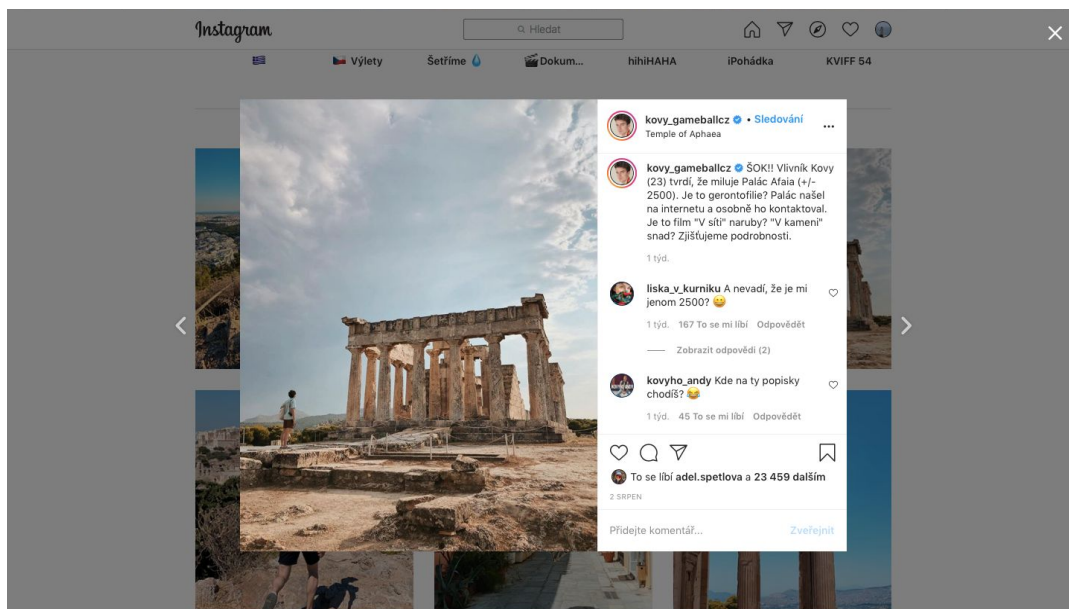 Instagram
Hledat
Výlety
Šetříme
Dokum...
hihiHAHA
iPohádka
KVIFF 54
kovy_gameballcz • Sledování
Temple of Aphaea
kovy_gameballcz ŠOK!! Vlivník Kovy
(23) tvrdí, že miluje Palác Afaia (+/-
2500). Je to gerontofilie? Palác našel
na internetu a osobně ho kontaktoval.
Je to film "V síti" naruby? "V kameni"
snad? Zjišťujeme podrobnosti.
1 týd.
liska_v_kurniku A nevadí, že je mi
jenom 2500? 😀
1 týd. 167 To se mi líbí Odpovědět
Zobrazit odpovědi (2)
kovyho_andy Kde na ty popisky
chodíš? 😂
1 týd. 45 To se mi líbí Odpovědět
To se líbí adel.spetlova a 23 459 dalším
2 SRPEN
Přidejte komentář...
Zveřejnit